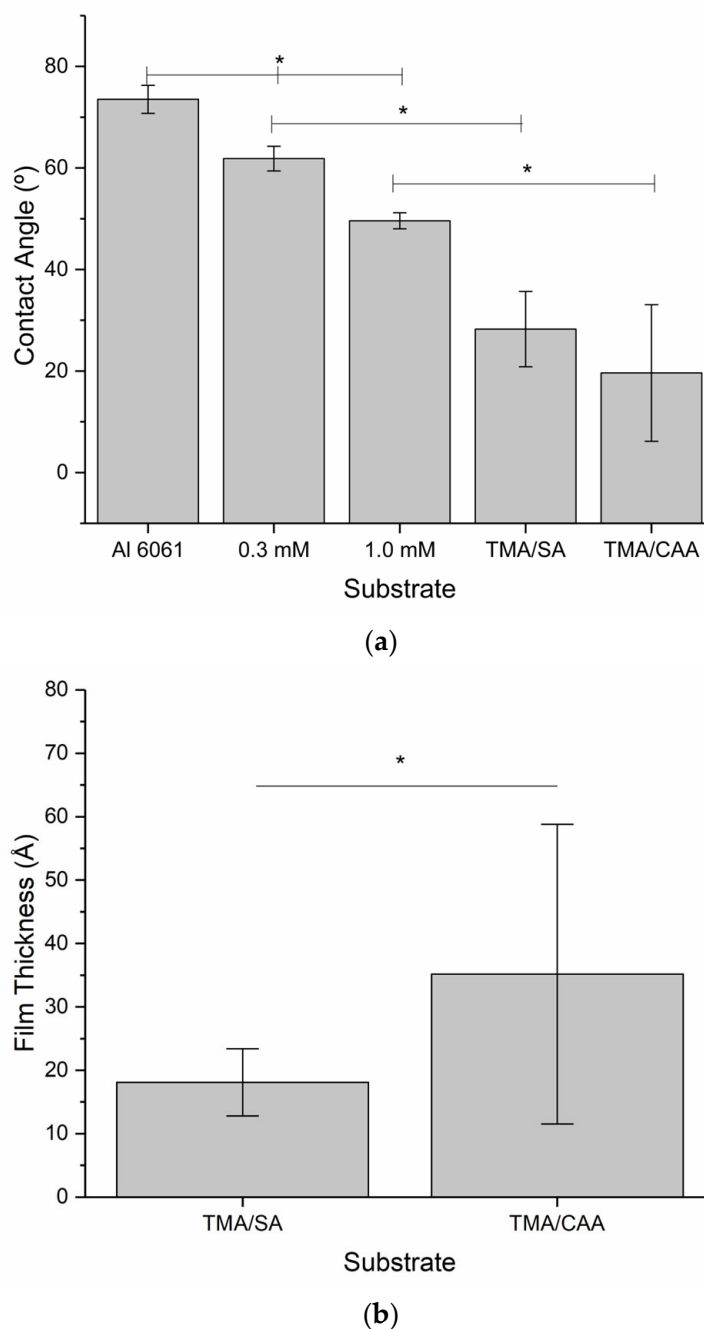 *
*
*
80
60
40
20
0
Contact Angle (º)
Al 6061
0.3 mM
1.0 mM
TMA/SA
TMA/CAA
Substrate
(a)
80
70
60
50
40
30
20
10
0
*
Film Thickness (Å)
TMA/SA
TMA/CAA
Substrate
(b)